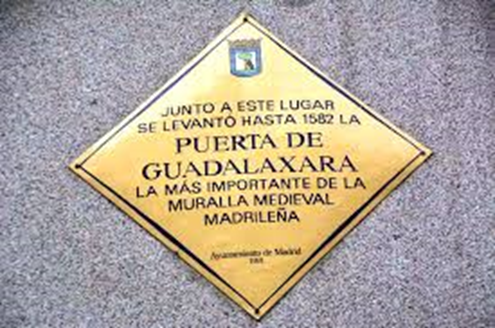 JUNTO A ESTE LUGAR
SE LEVANTÓ HASTA 1582 LA
PUERTA DE
GUADALAXARA
LA MÁS IMPORTANTE DE LA
MURALLA MEDIEVAL
MADRILEÑA
Ayuntamiento de Madrid